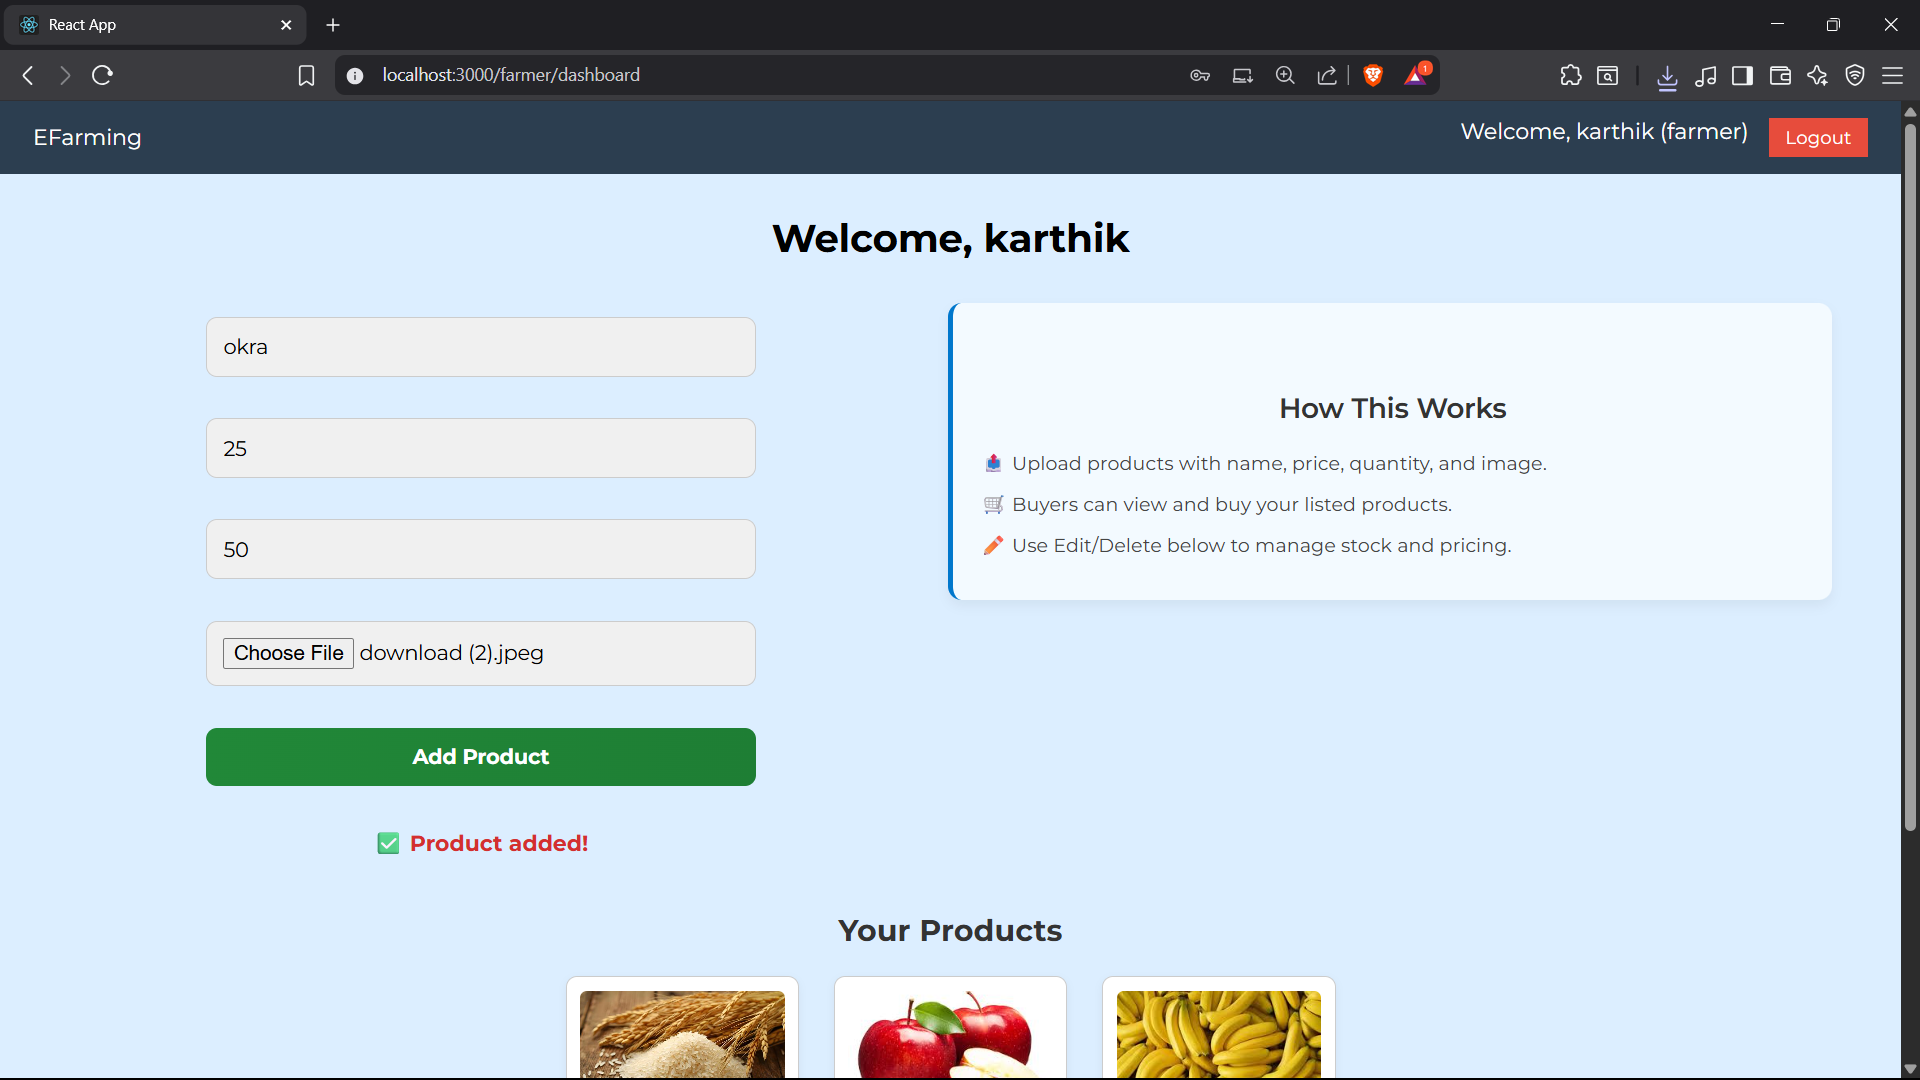 React App
localhost:3000/farmer/dashboard
1
EFarming
Welcome, karthik (farmer)
Logout
Welcome, karthik
okra
25
50
Choose File download (2).jpeg
Add Product
✅ Product added!
How This Works
📤 Upload products with name, price, quantity, and image.
🛒 Buyers can view and buy your listed products.
✏️ Use Edit/Delete below to manage stock and pricing.
Your Products